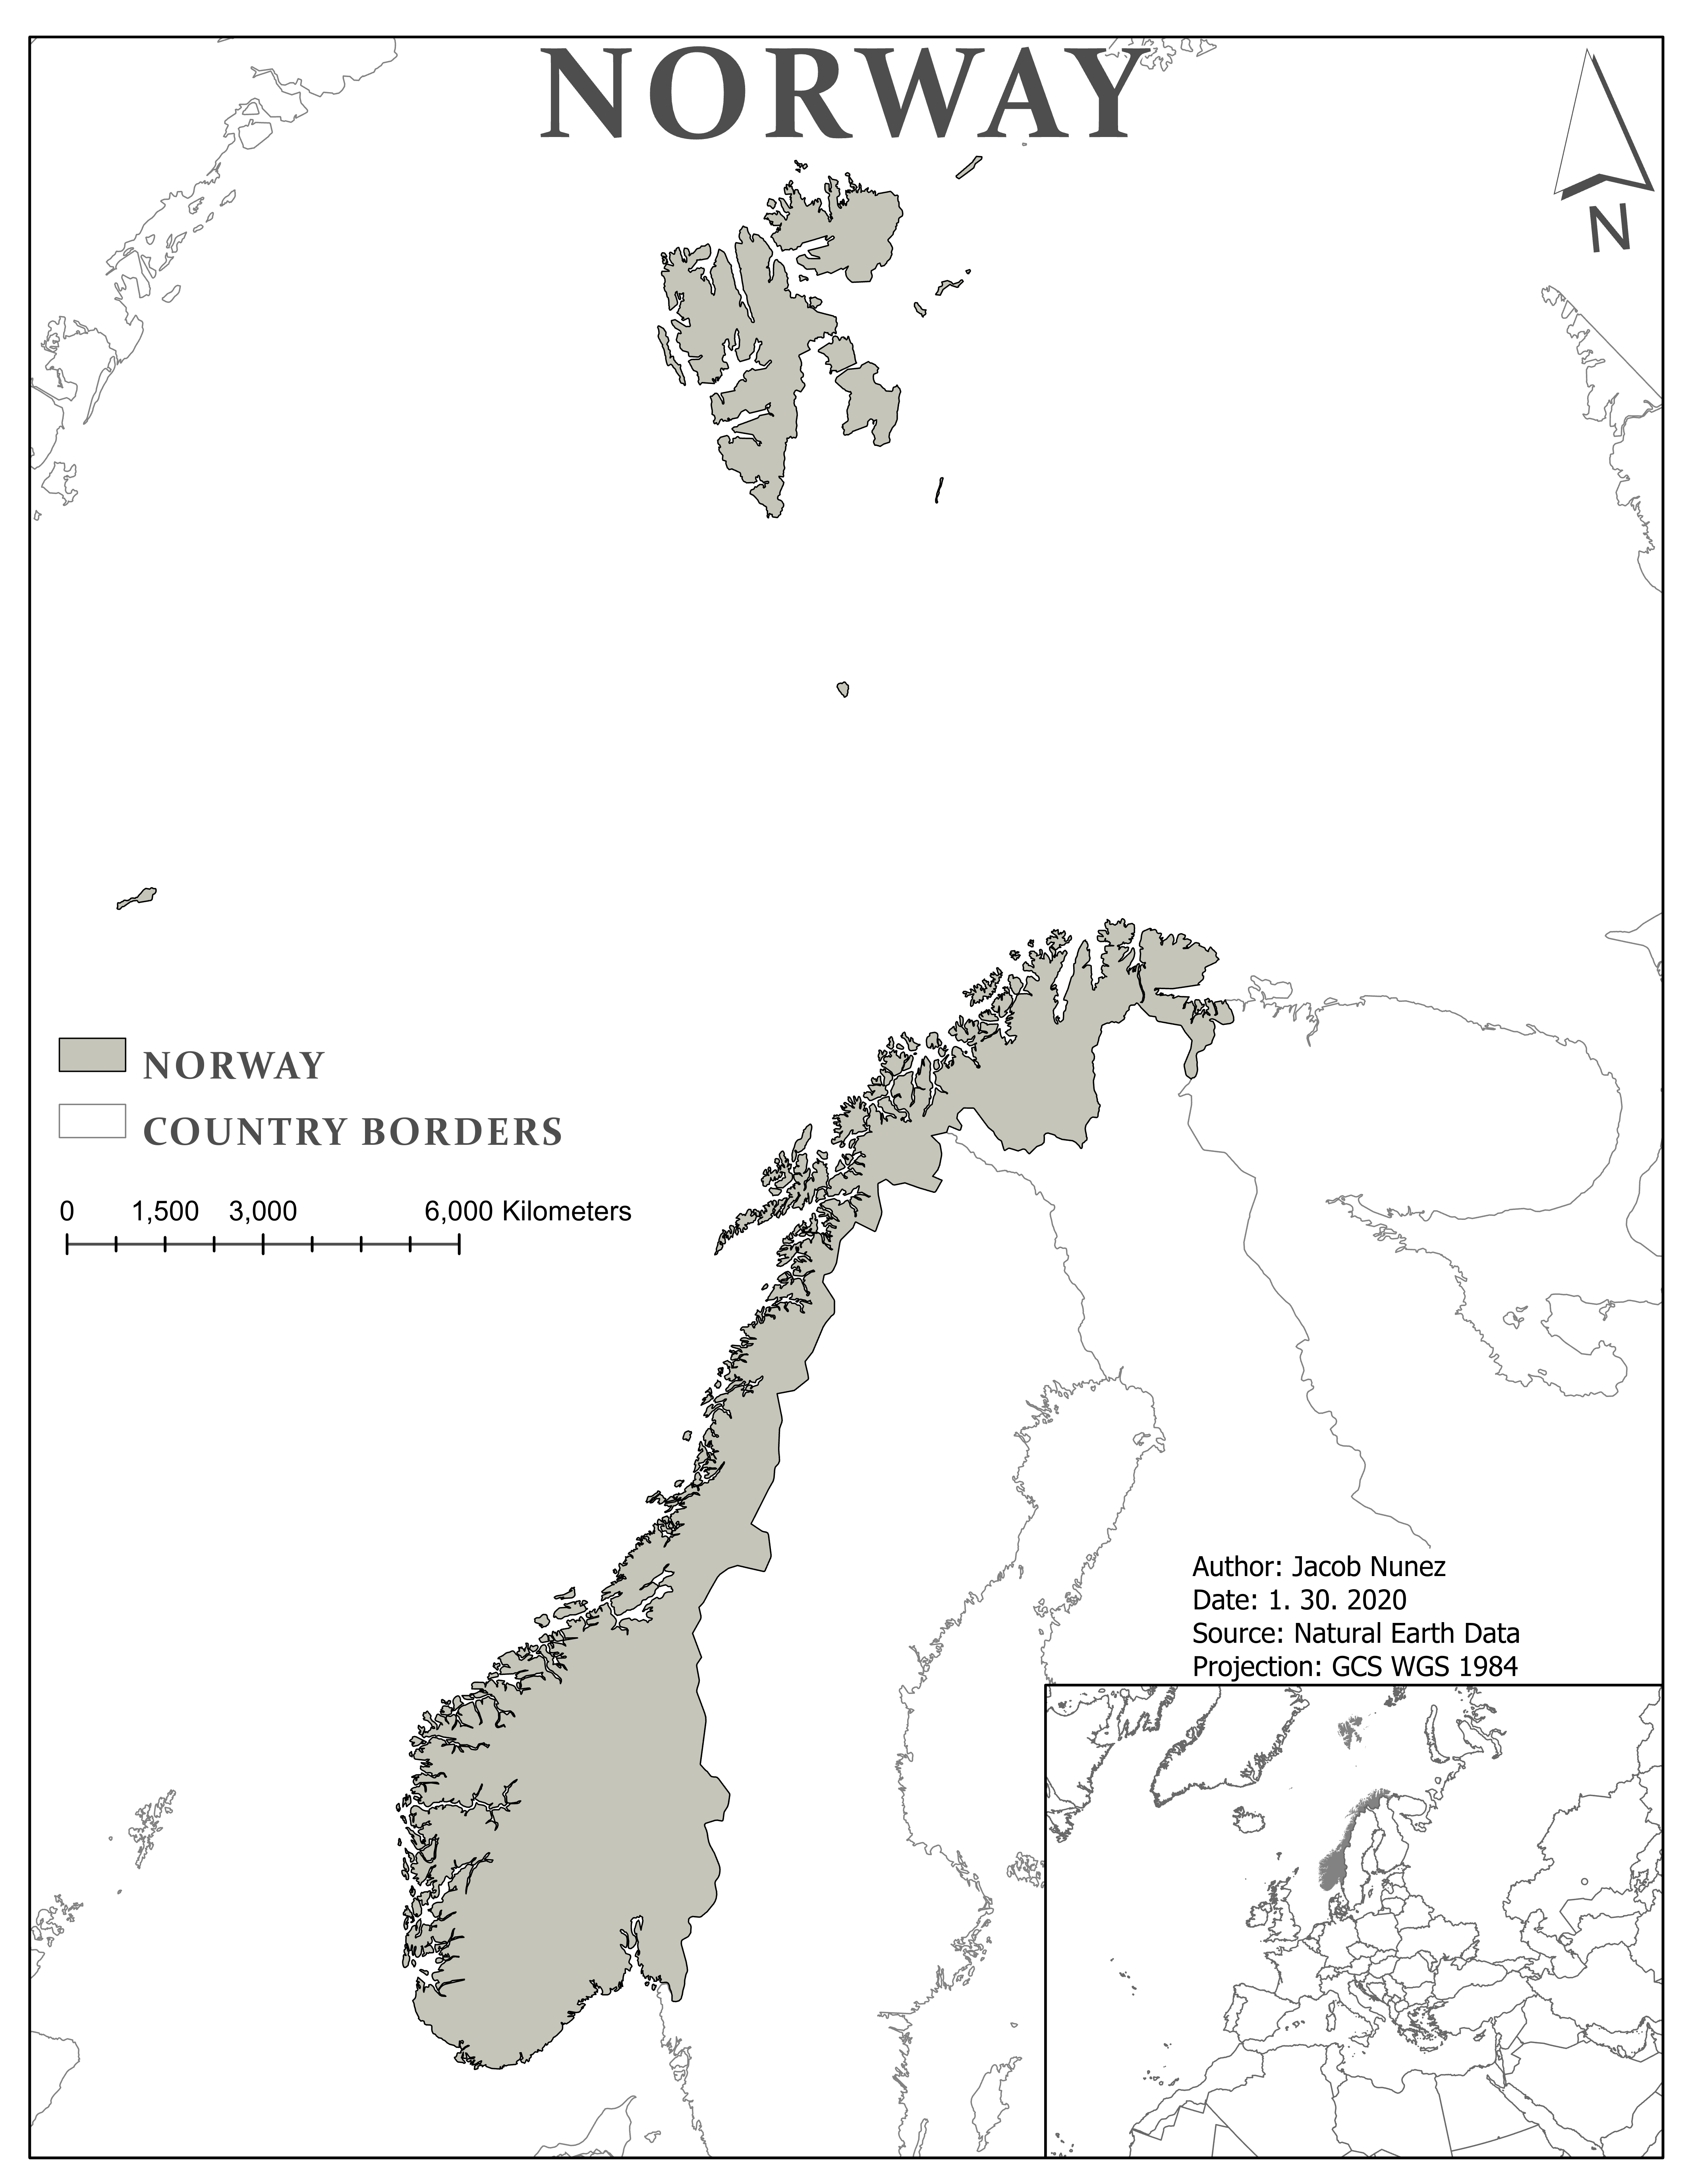 NORWAY
N
NORWAY
COUNTRY BORDERS
0 1,500 3,000 6,000 Kilometers
Author: Jacob Nunez
Date: 1. 30. 2020
Source: Natural Earth Data
Projection: GCS WGS 1984